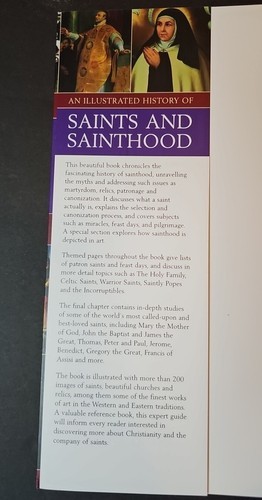 AN ILLUSTRATED HISTORY OF
SAINTS AND
SAINTHOOD
This beautiful book chronicles the
fascinating history of sainthood, unravelling
the myths and addressing such issues as
martyrdom, relics, patronage and
canonization. It discusses what a saint
actually is, explains the selection and
canonization process, and covers subjects
such as miracles, feast days, and pilgrimage.
A special section explores how sainthood is
depicted in art.
Themed pages throughout the book give lists
of patron saints and feast days, and discuss in
more detail topics such as The Holy Family,
Celtic Saints, Warrior Saints, Saintly Popes
and the Incorruptibles.
The final chapter contains in-depth studies
of some of the world's most called-upon and
best-loved saints, including Mary the Mother
of God, John the Baptist and James the
Great, Thomas, Peter and Paul, Jerome,
Benedict, Gregory the Great, Francis of
Assisi and more.
The book is illustrated with more than 200
images of saints, beautiful churches and
relics, among them some of the finest works
of art in the Western and Eastern traditions.
A valuable reference book, this expert guide
will inform every reader interested in
discovering more about Christianity and the
company of saints.